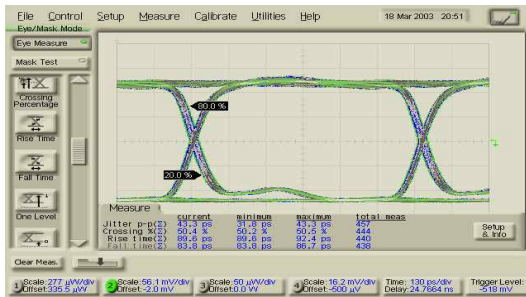 File Control Setup Measure Calibrate Utilities Help 18 Mar 2003 20:51
Eye/Mask Mode
Eye Measure
Mask Test
Crossing
Percentage
Rise Time
Fall Time
One Level
80.0 %
20.0 %
Measure
current minimum maximum total meas
Jitter p-p(Σ) 43.3 ps 31.8 ps 43.3 ps 457
Crossing %(Σ) 50.4 % 50.2 % 50.5 % 444
Rise time(Σ) 89.6 ps 89.6 ps 92.4 ps 440
Fall time(Σ) 83.8 ps 83.8 ps 86.7 ps 438
Setup
& Info
Clear Meas.
1 Scale:277 µW/div Offset:335.5 µW
2 Scale:56.1 mV/div Offset:-2.0 mV
3 Scale:50 µW/div Offset:0.0 W
4 Scale:16.2 mV/div Offset:-500 µV
Time: 130 ps/div Delay:24.7664 ns
Trigger Level -518 mV